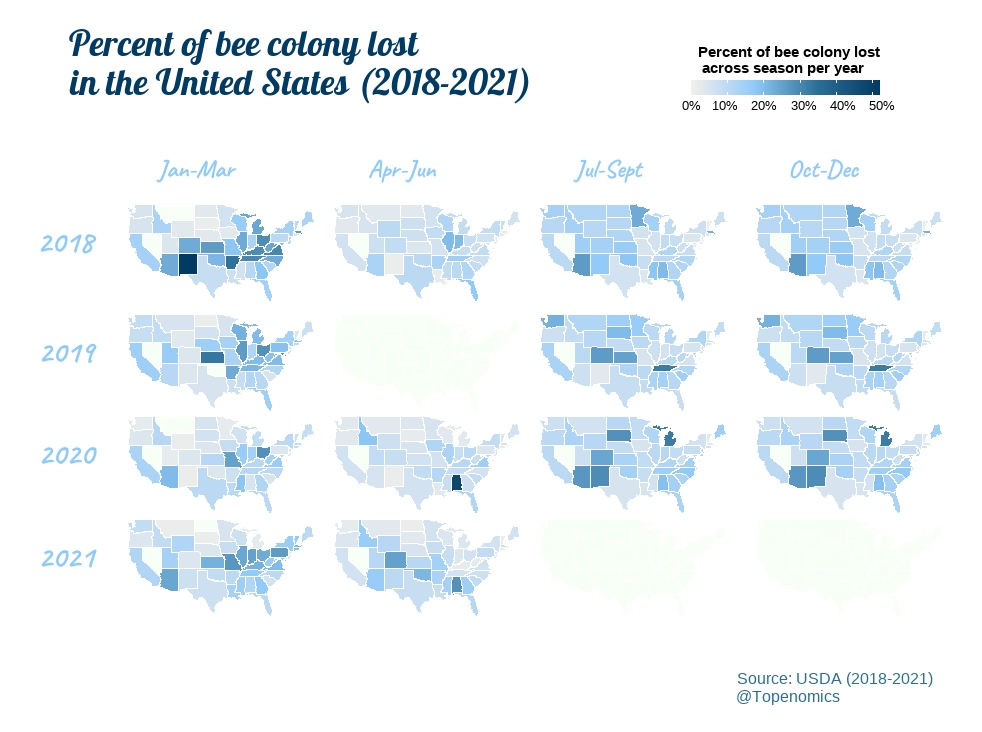 Percent of bee colony lost
in the United States (2018-2021)
Percent of bee colony lost
across season per year
0% 10% 20% 30% 40% 50%
Jan-Mar Apr-Jun Jul-Sept Oct-Dec
2018
2019
2020
2021
Source: USDA (2018-2021)
@Topenomics